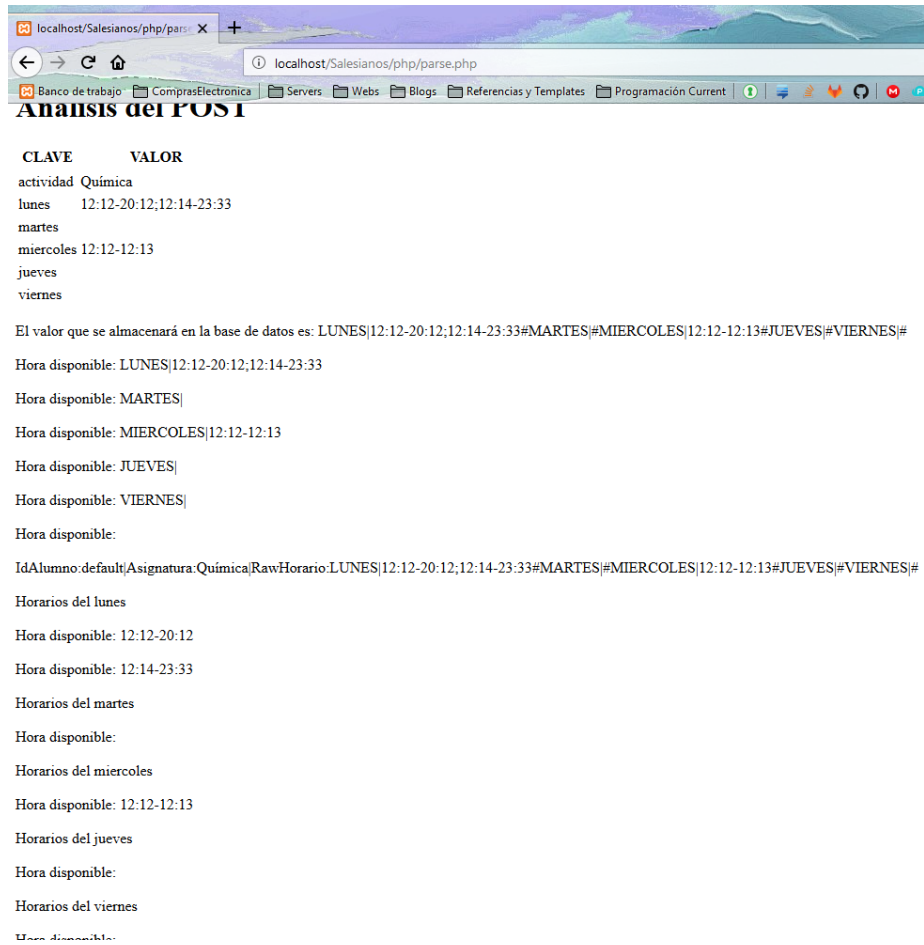 localhost/Salesianos/php/pars
localhost/Salesianos/php/parse.php
Banco de trabajo ComprasElectronica Servers Webs Blogs Referencias y Templates Programación Current
Análisis del POST
CLAVE VALOR
actividad Química
lunes 12:12-20:12;12:14-23:33
martes
miercoles 12:12-12:13
jueves
viernes
El valor que se almacenará en la base de datos es: LUNES|12:12-20:12;12:14-23:33#MARTES|#MIERCOLES|12:12-12:13#JUEVES|#VIERNES|#
Hora disponible: LUNES|12:12-20:12;12:14-23:33
Hora disponible: MARTES|
Hora disponible: MIERCOLES|12:12-12:13
Hora disponible: JUEVES|
Hora disponible: VIERNES|
Hora disponible:
IdAlumno:default|Asignatura:Química|RawHorario:LUNES|12:12-20:12;12:14-23:33#MARTES|#MIERCOLES|12:12-12:13#JUEVES|#VIERNES|#
Horarios del lunes
Hora disponible: 12:12-20:12
Hora disponible: 12:14-23:33
Horarios del martes
Hora disponible:
Horarios del miercoles
Hora disponible: 12:12-12:13
Horarios del jueves
Hora disponible:
Horarios del viernes
Hora disponible: